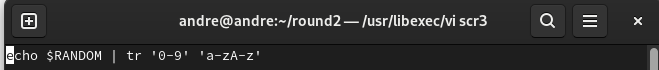 andre@andre:~/round2 — /usr/libexec/vi scr3
echo $RANDOM | tr '0-9' 'a-zA-z'